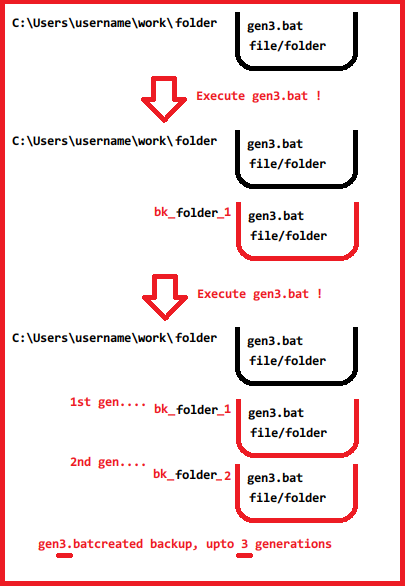 C:\Users\username\work\folder gen3.bat
file/folder
Execute gen3.bat !
C:\Users\username\work\folder gen3.bat
file/folder
bk_folder_1 gen3.bat
file/folder
Execute gen3.bat !
C:\Users\username\work\folder gen3.bat
file/folder
1st gen.... bk_folder_1 gen3.bat
file/folder
2nd gen.... bk_folder_2 gen3.bat
file/folder
gen3.batcreated backup, upto 3 generations